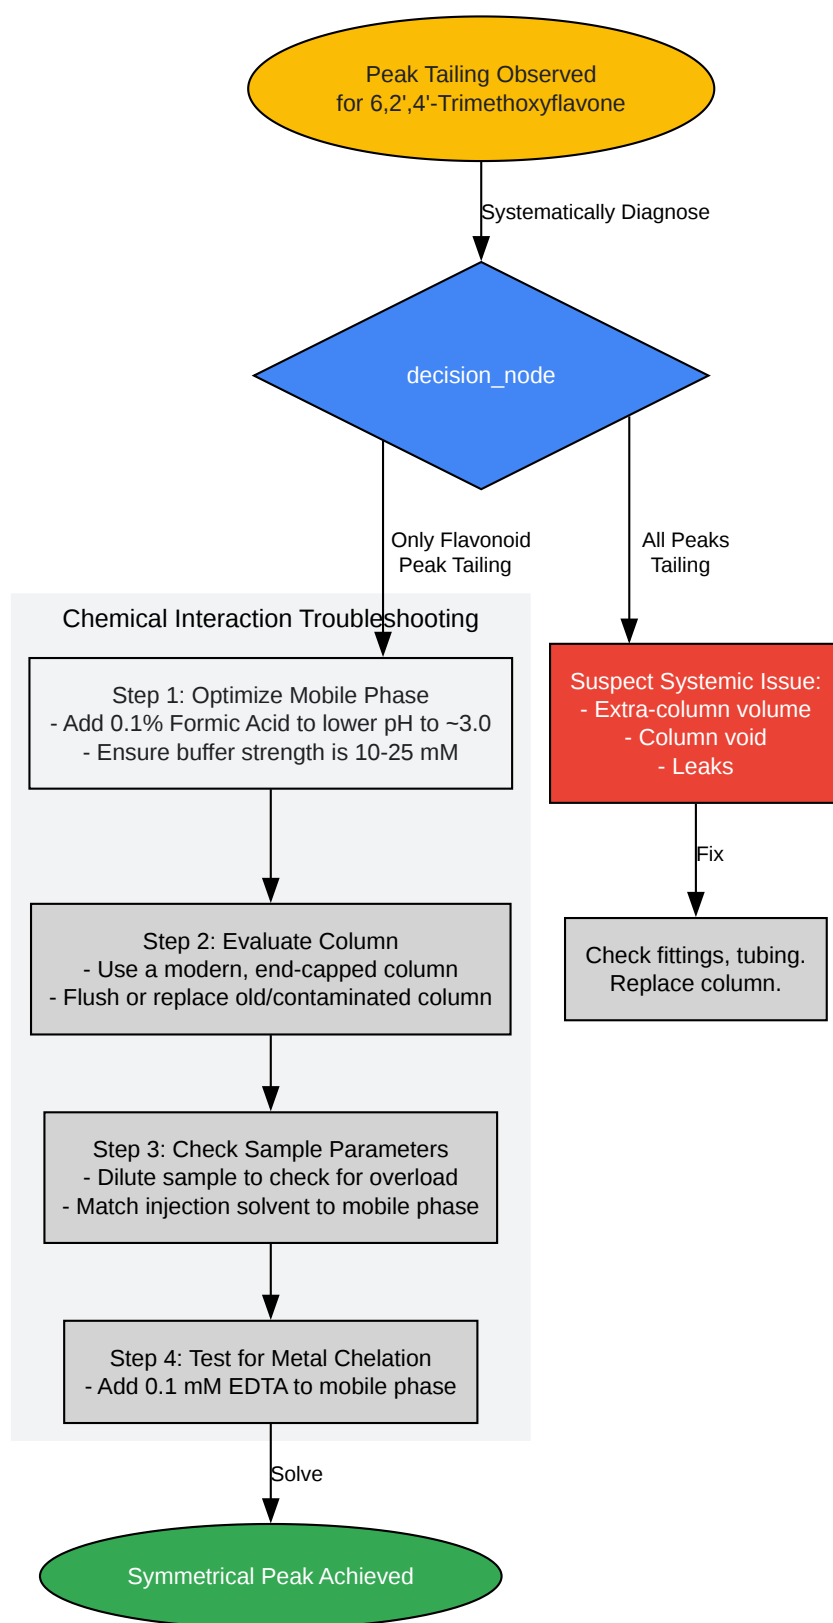 Peak Tailing Observed
for 6,2',4'-Trimethoxyflavone
Systematically Diagnose
decision_node
Only Flavonoid
Peak Tailing
All Peaks
Tailing
Chemical Interaction Troubleshooting
Step 1: Optimize Mobile Phase
- Add 0.1% Formic Acid to lower pH to ~3.0
- Ensure buffer strength is 10-25 mM
Suspect Systemic Issue:
- Extra-column volume
- Column void
- Leaks
Fix
Step 2: Evaluate Column
- Use a modern, end-capped column
- Flush or replace old/contaminated column
Check fittings, tubing.
Replace column.
Step 3: Check Sample Parameters
- Dilute sample to check for overload
- Match injection solvent to mobile phase
Step 4: Test for Metal Chelation
- Add 0.1 mM EDTA to mobile phase
Solve
Symmetrical Peak Achieved